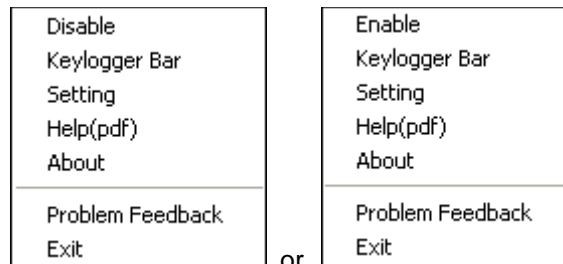 Disable
Keylogger Bar
Setting
Help(pdf)
About
Problem Feedback
Exit
or
Enable
Keylogger Bar
Setting
Help(pdf)
About
Problem Feedback
Exit